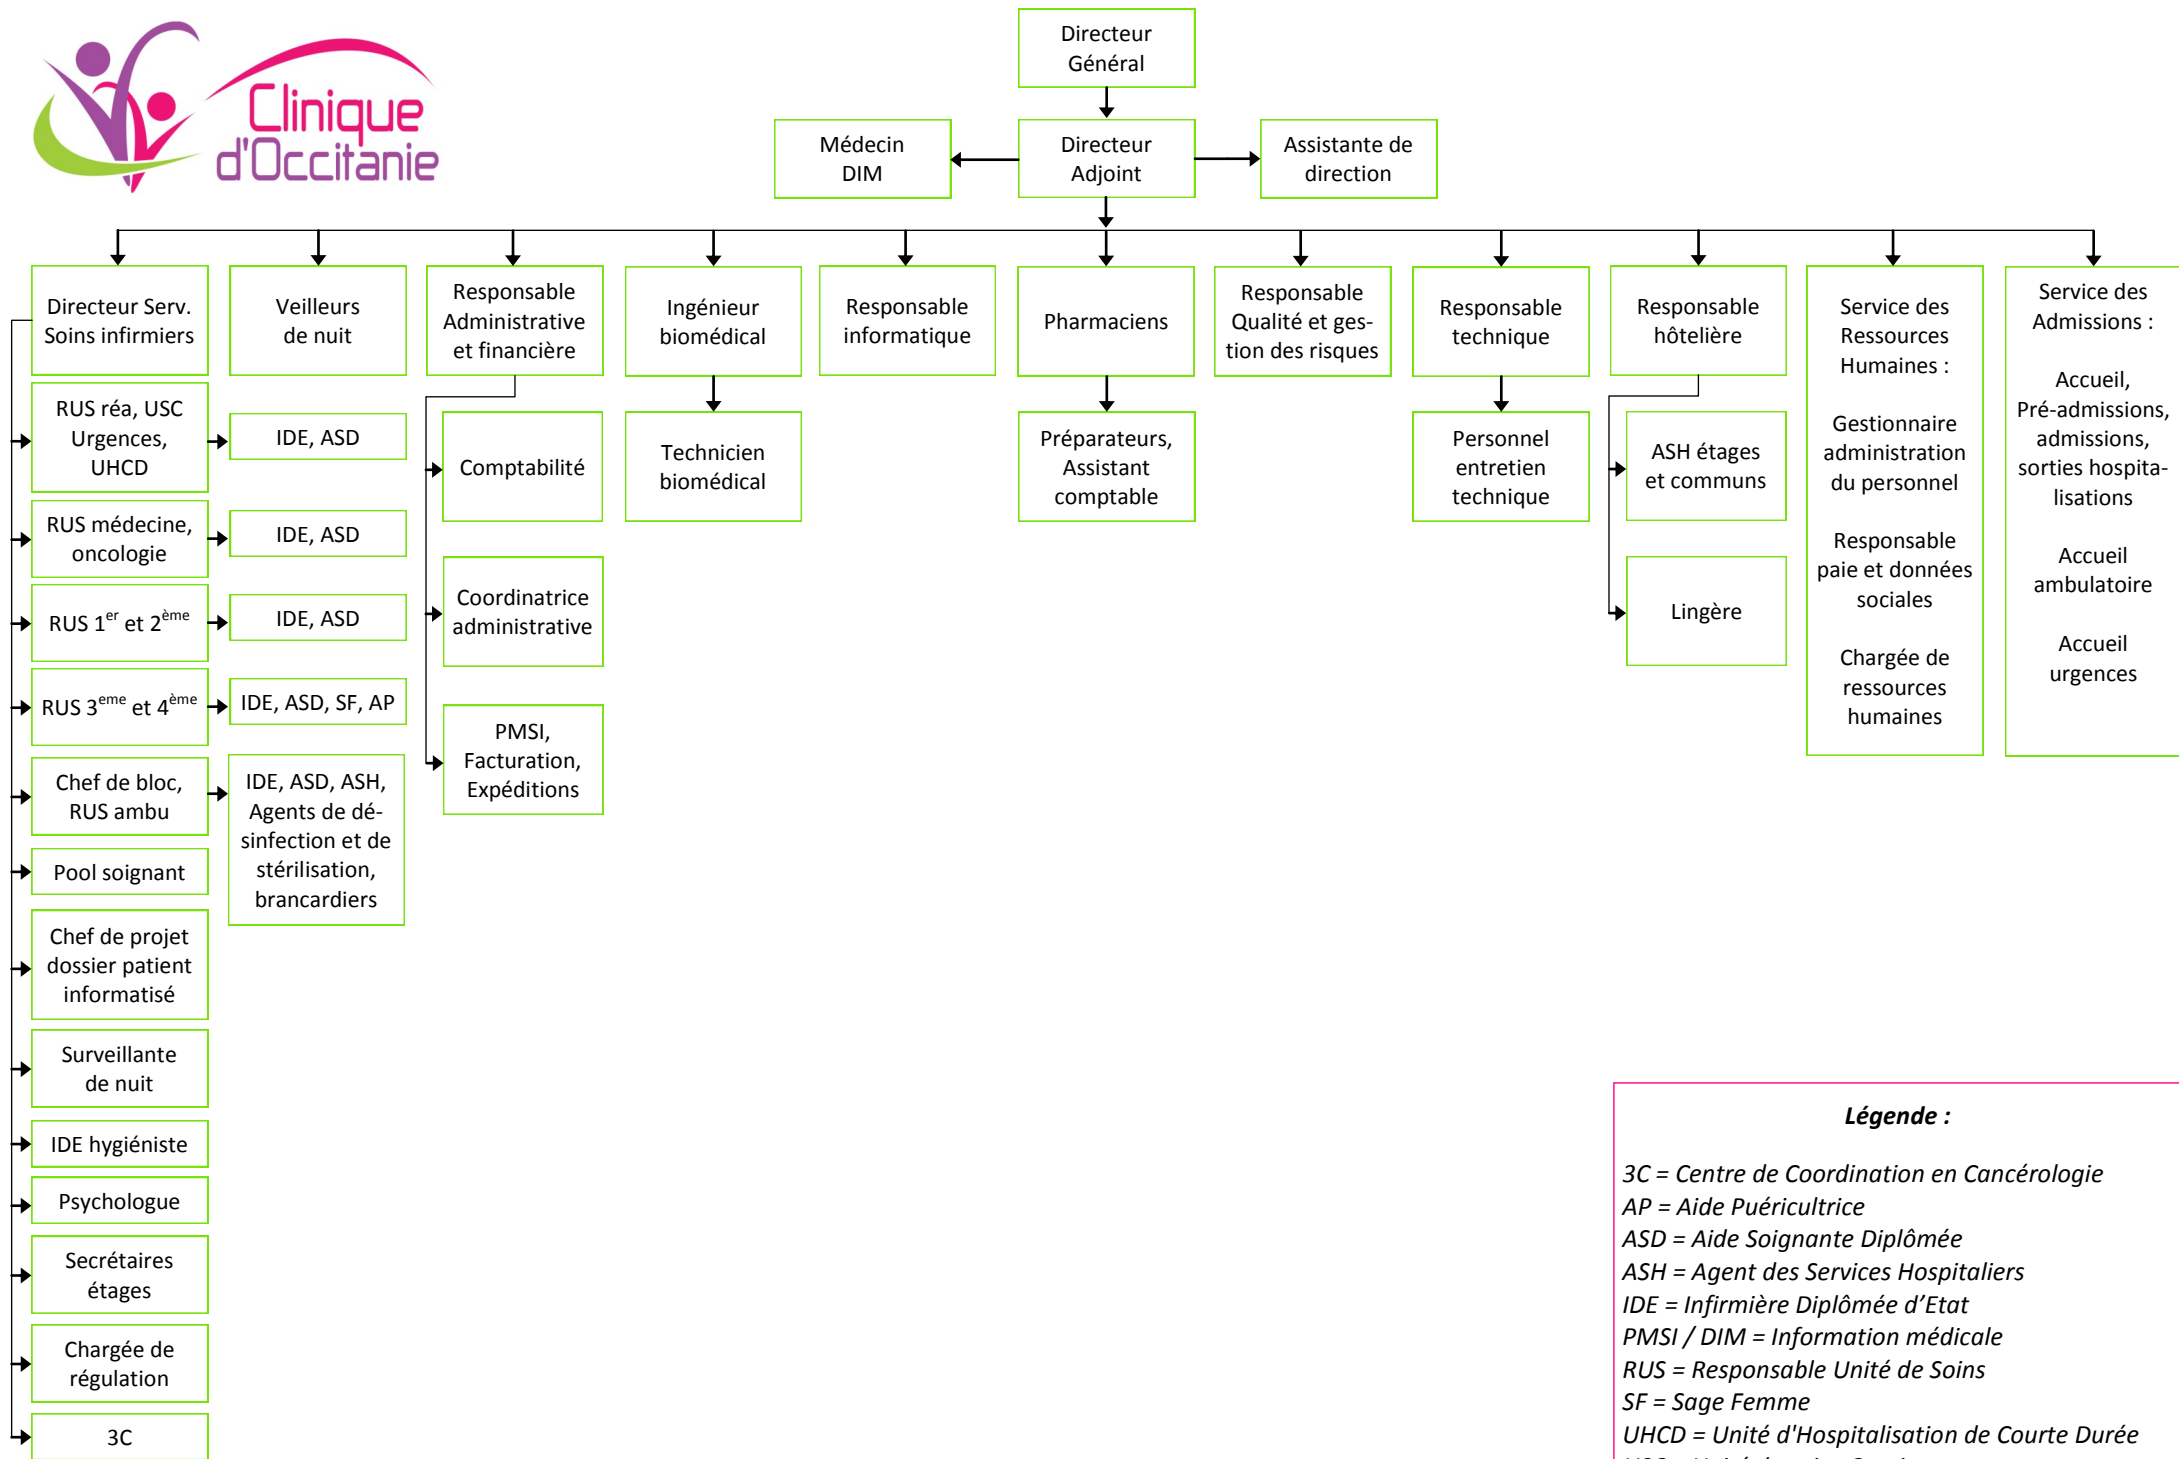 Clinique
d'Occitanie
Directeur
Général
Médecin
DIM
Directeur
Adjoint
Assistante de
direction
Directeur Serv.
Soins infirmiers
Veilleurs
de nuit
Responsable
Administrative
et financière
Ingénieur
biomédical
Responsable
informatique
Pharmaciens
Responsable
Qualité et ges-
tion des risques
Responsable
technique
Responsable
hôtelière
Service des
Ressources
Humaines :
Gestionnaire
administration
du personnel
Responsable
paie et données
sociales
Chargée de
ressources
humaines
Service des
Admissions :
Accueil,
Pré-admissions,
admissions,
sorties hospita-
lisations
Accueil
ambulatoire
Accueil
urgences
RUS réa, USC
Urgences,
UHCD
IDE, ASD
RUS médecine,
oncologie
IDE, ASD
RUS 1er et 2ème
IDE, ASD
RUS 3eme et 4ème
IDE, ASD, SF, AP
Chef de bloc,
RUS ambu
IDE, ASD, ASH,
Agents de dé-
sinfection et de
stérilisation,
brancardiers
Pool soignant
Chef de projet
dossier patient
informatisé
Surveillante
de nuit
IDE hygiéniste
Psychologue
Secrétaires
étages
Chargée de
régulation
3C
Comptabilité
Coordinatrice
administrative
PMSI,
Facturation,
Expéditions
Technicien
biomédical
Préparateurs,
Assistant
comptable
Personnel
entretien
technique
ASH étages
et communs
Lingère
Légende :
3C = Centre de Coordination en Cancérologie
AP = Aide Puéricultrice
ASD = Aide Soignante Diplômée
ASH = Agent des Services Hospitaliers
IDE = Infirmière Diplômée d’Etat
PMSI / DIM = Information médicale
RUS = Responsable Unité de Soins
SF = Sage Femme
UHCD = Unité d'Hospitalisation de Courte Durée